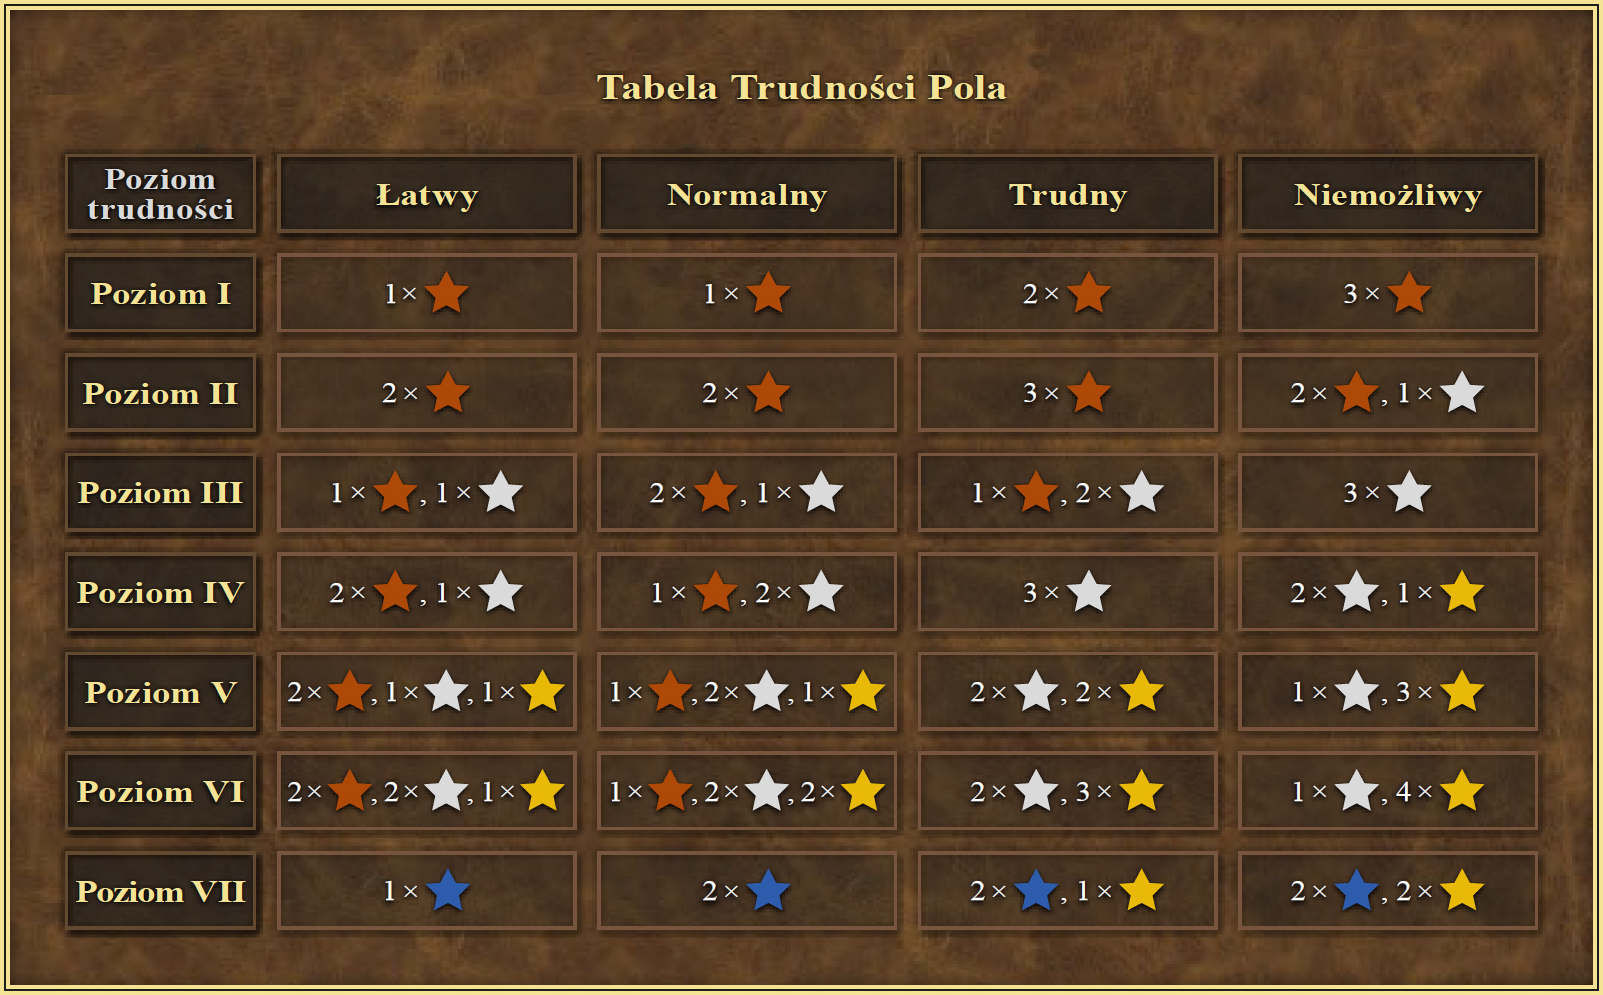 Tabela Trudności Pola
Poziom trudności Łatwy Normalny Trudny Niemożliwy
Poziom I 1× 1× 2× 3×
Poziom II 2× 2× 3× 2× , 1×
Poziom III 1× , 1× 2× , 1× 1× , 2× 3×
Poziom IV 2× , 1× 1× , 2× 3× 2× , 1×
Poziom V 2× , 1× , 1× 1× , 2× , 1× 2× , 2× 1× , 3×
Poziom VI 2× , 2× , 1× 1× , 2× , 2× 2× , 3× 1× , 4×
Poziom VII 1× 2× 2× , 1× 2× , 2×